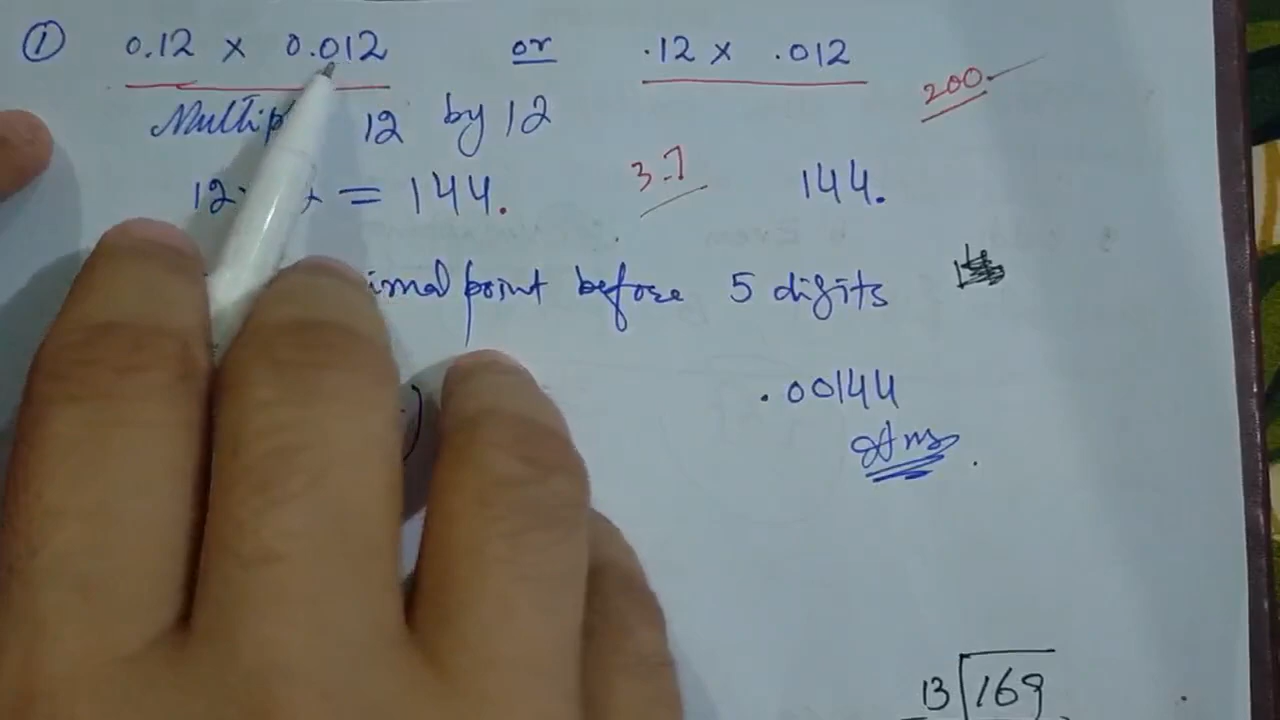 ① 0.12 x 0.012 or .12 x .012
200.
12 by 12
= 144. 3.7 144.
point before 5 digits
.00144
Ans
13 169